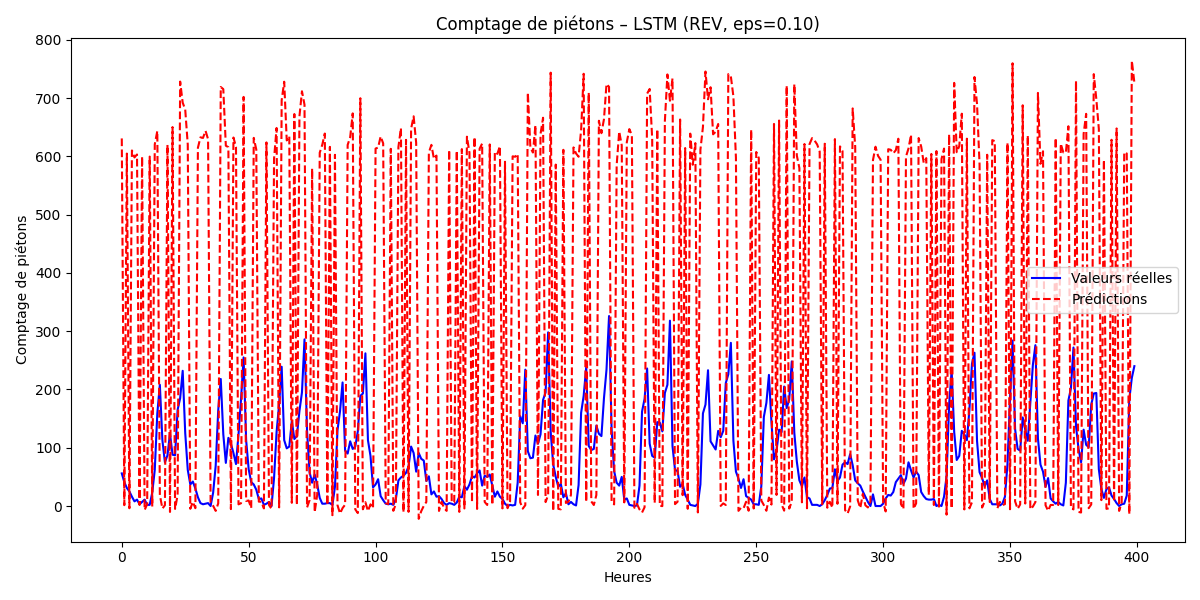 Comptage de piétons – LSTM (REV, eps=0.10)
Comptage de piétons
800
700
600
500
400
300
200
100
0
Valeurs réelles
Prédictions
0 50 100 150 200 250 300 350 400
Heures